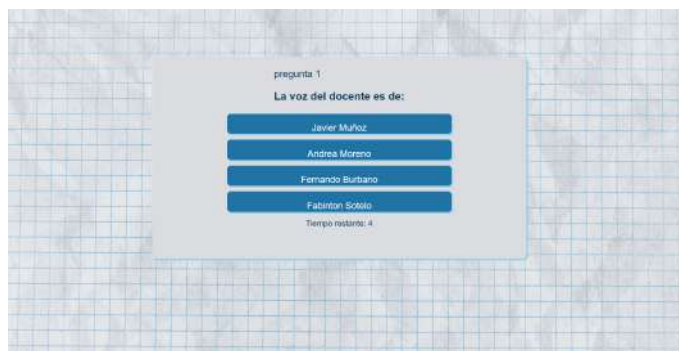 pregunta 1
La voz del docente es de:
Javier Muñoz
Andrea Moreno
Fernando Burbano
Fabinton Sotelo
Tiempo restante: 4